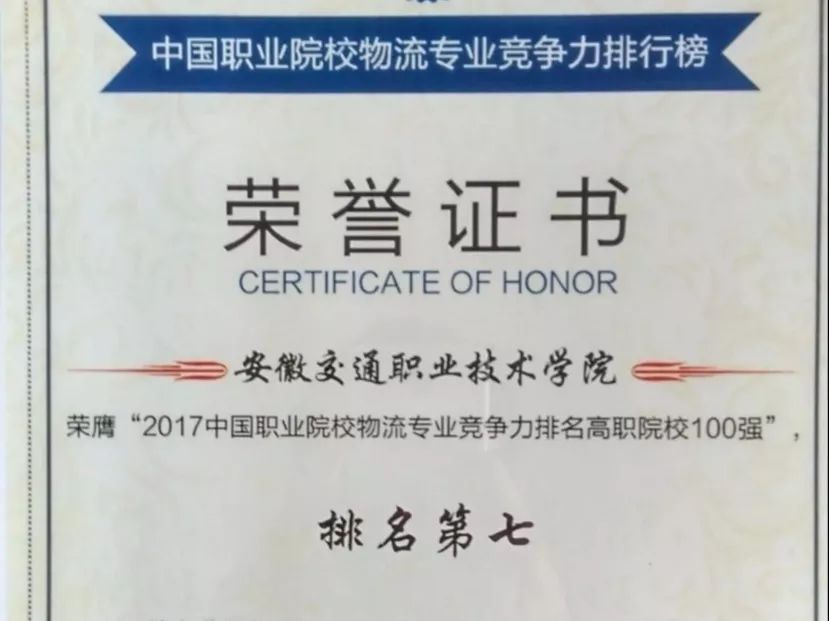 中国职业院校物流专业竞争力排行榜
荣誉证书
CERTIFICATE OF HONOR
安徽交通职业技术学院
荣膺“2017中国职业院校物流专业竞争力排名高职院校100强”，
排名第七